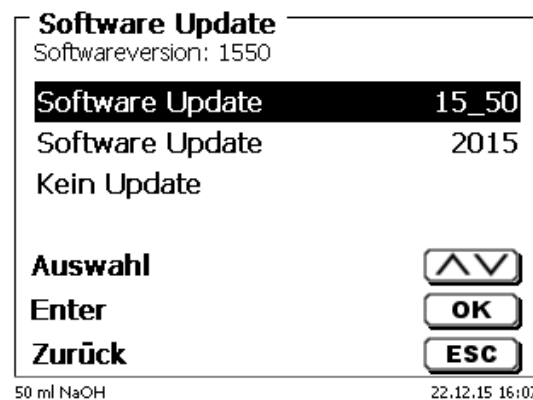 Software Update
Softwareversion: 1550
Software Update 15_50
Software Update 2015
Kein Update
Auswahl
Enter OK
Zurück ESC
50 ml NaOH 22.12.15 16:07